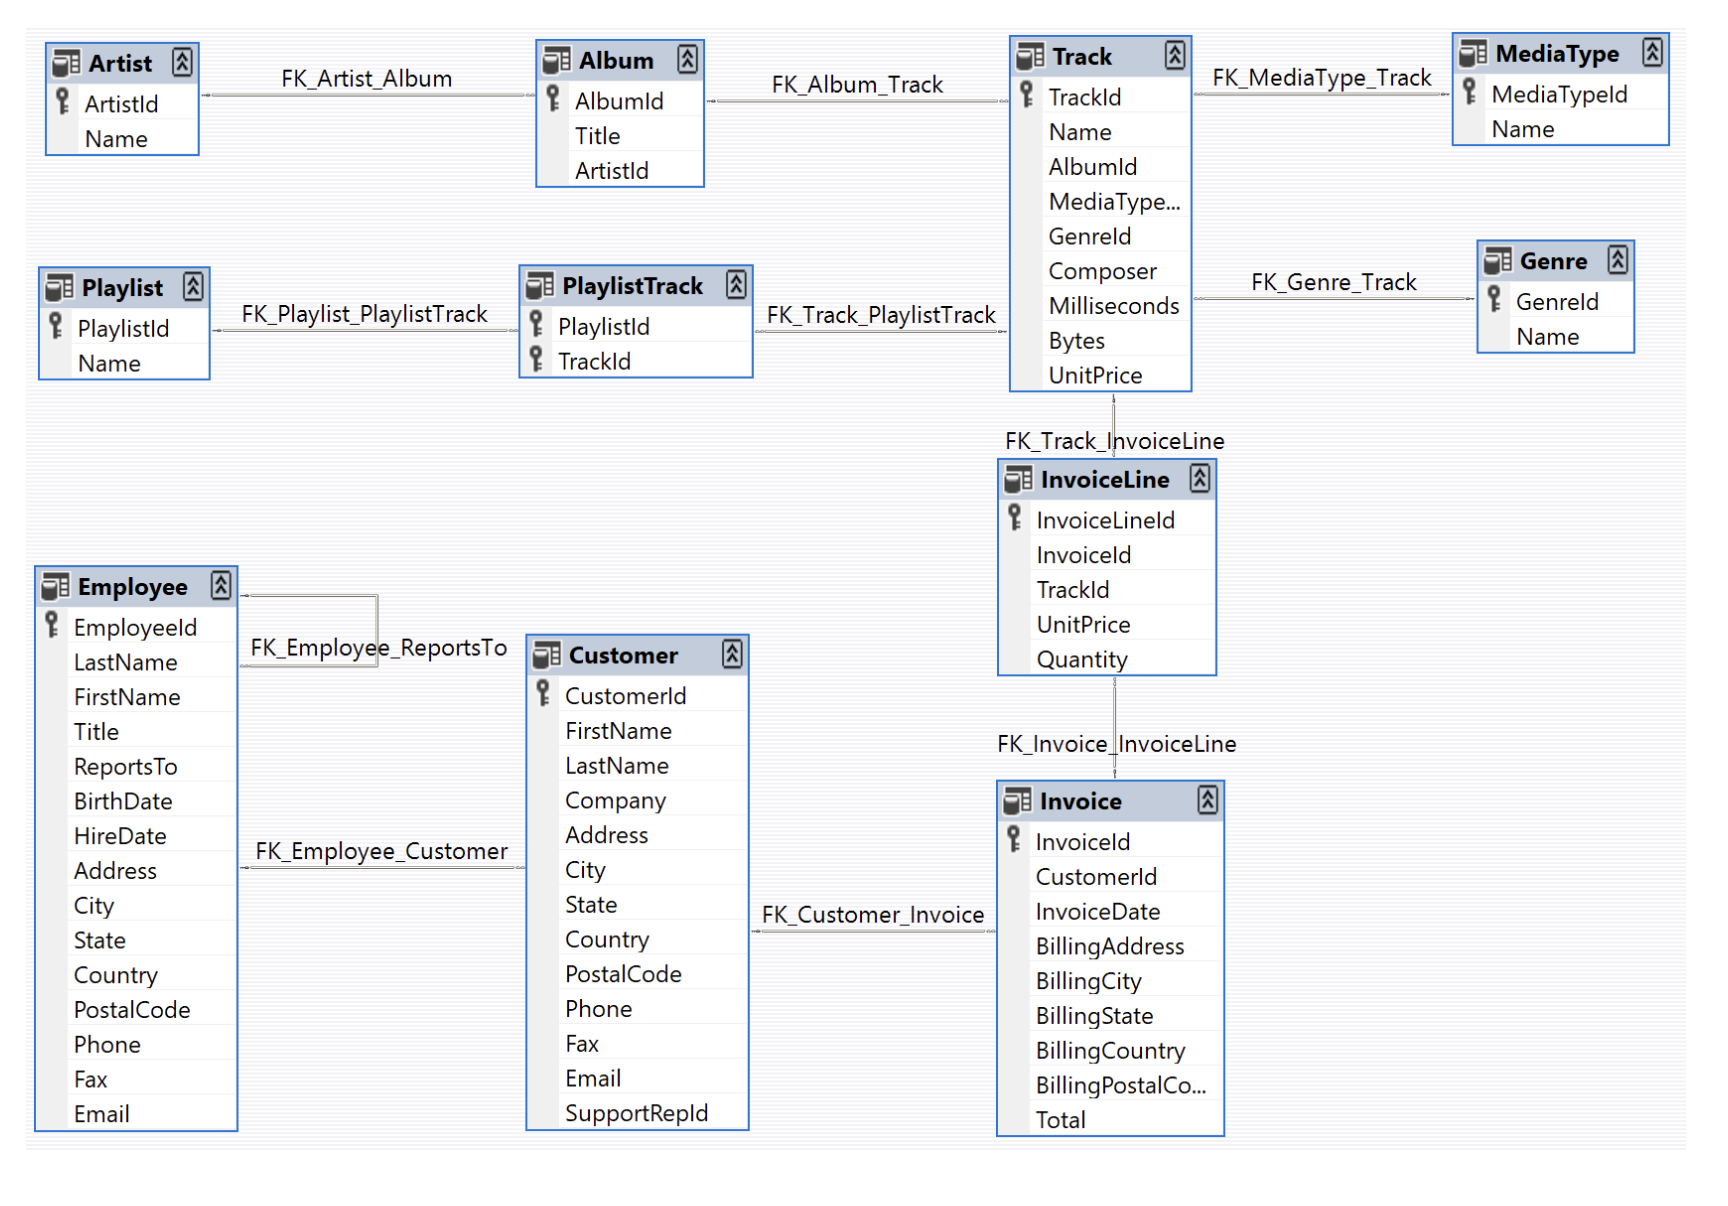 Artist
ArtistId
Name
FK_Artist_Album
Album
AlbumId
Title
ArtistId
FK_Album_Track
Track
TrackId
Name
AlbumId
MediaType...
GenreId
Composer
Milliseconds
Bytes
UnitPrice
FK_MediaType_Track
MediaType
MediaTypeId
Name
Playlist
PlaylistId
Name
FK_Playlist_PlaylistTrack
PlaylistTrack
PlaylistId
TrackId
FK_Track_PlaylistTrack
FK_Genre_Track
Genre
GenreId
Name
FK_Track_InvoiceLine
InvoiceLine
InvoiceLineId
InvoiceId
TrackId
UnitPrice
Quantity
Employee
EmployeeId
LastName
FirstName
Title
ReportsTo
BirthDate
HireDate
Address
City
State
Country
PostalCode
Phone
Fax
Email
FK_Employee_ReportsTo
FK_Employee_Customer
Customer
CustomerId
FirstName
LastName
Company
Address
City
State
Country
PostalCode
Phone
Fax
Email
SupportRepId
FK_Customer_Invoice
FK_Invoice_InvoiceLine
Invoice
InvoiceId
CustomerId
InvoiceDate
BillingAddress
BillingCity
BillingState
BillingCountry
BillingPostalCo...
Total